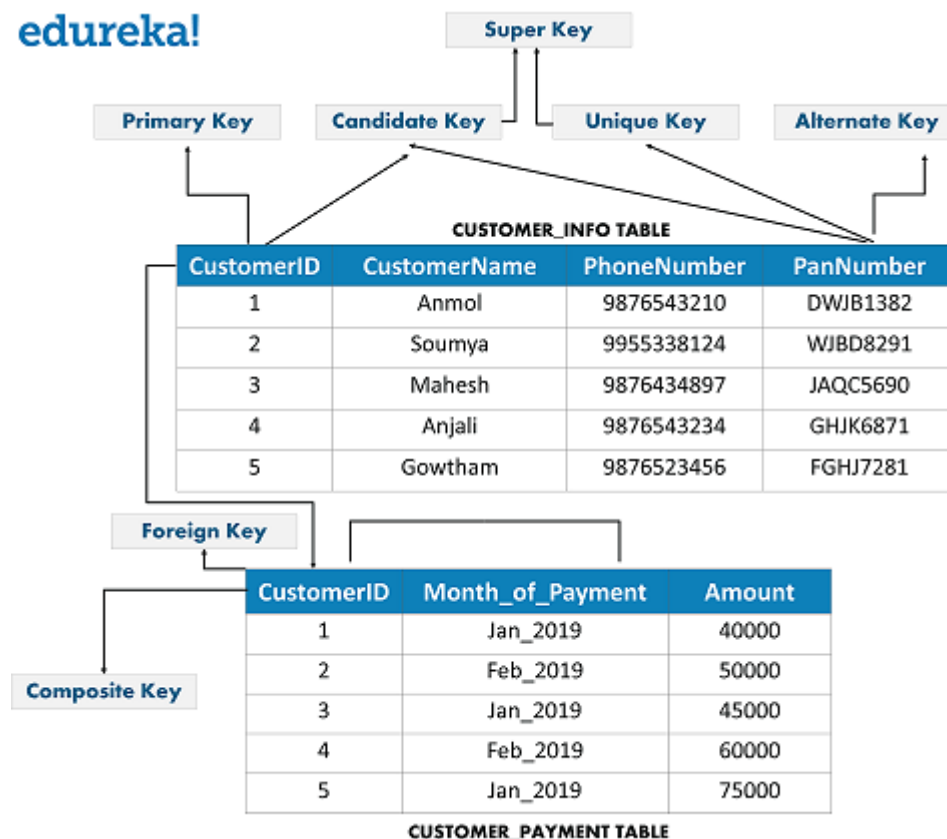 edureka!
Super Key
Primary Key Candidate Key Unique Key Alternate Key
CUSTOMER_INFO TABLE
CustomerID CustomerName PhoneNumber PanNumber
1 Anmol 9876543210 DWJB1382
2 Soumya 9955338124 WJBD8291
3 Mahesh 9876434897 JAQC5690
4 Anjali 9876543234 GHJK6871
5 Gowtham 9876523456 FGHJ7281
Foreign Key
CustomerID Month_of_Payment Amount
1 Jan_2019 40000
2 Feb_2019 50000
Composite Key
3 Jan_2019 45000
4 Feb_2019 60000
5 Jan_2019 75000
CUSTOMER_PAYMENT TABLE